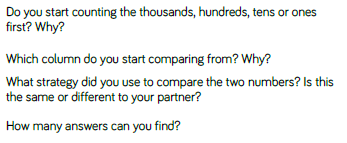 Do you start counting the thousands, hundreds, tens or ones
first? Why?
Which column do you start comparing from? Why?
What strategy did you use to compare the two numbers? Is this
the same or different to your partner?
How many answers can you find?